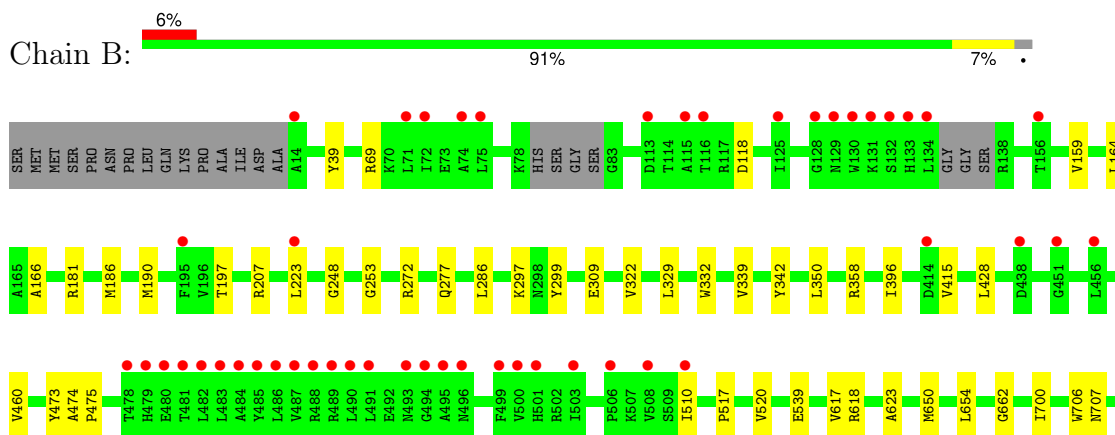 6%
Chain B:
91% 7% •
SER MET MET SER PRO ASN PRO LEU GLN LYS PRO ALA ILE ASP ALA A14 Y39 R69 K70 L71 I72 E73 A74 L75 K78 HIS SER GLY SER G83 D113 T114 A115 T116 R117 D118 I125 G128 N129 W130 K131 S132 H133 L134 GLY GLY SER R138 T156 V159 L164
A165 A166 R181 M186 M190 F195 V196 T197 R207 L223 G248 G253 R272 Q277 L286 K297 N298 Y299 E309 V322 L329 W332 V339 Y342 L350 R358 I396 D414 V415 L428 D438 G451 L456
V460 Y473 A474 P475 T478 H479 E480 T481 L482 L483 A484 Y485 L486 V487 R488 R489 L490 L491 E492 N493 G494 A495 N496 F499 V500 H501 R502 I503 P506 K507 V508 S509 I510 P517 V520 E539 V617 R618 A623 M650 L654 G662 I700 W706 N707